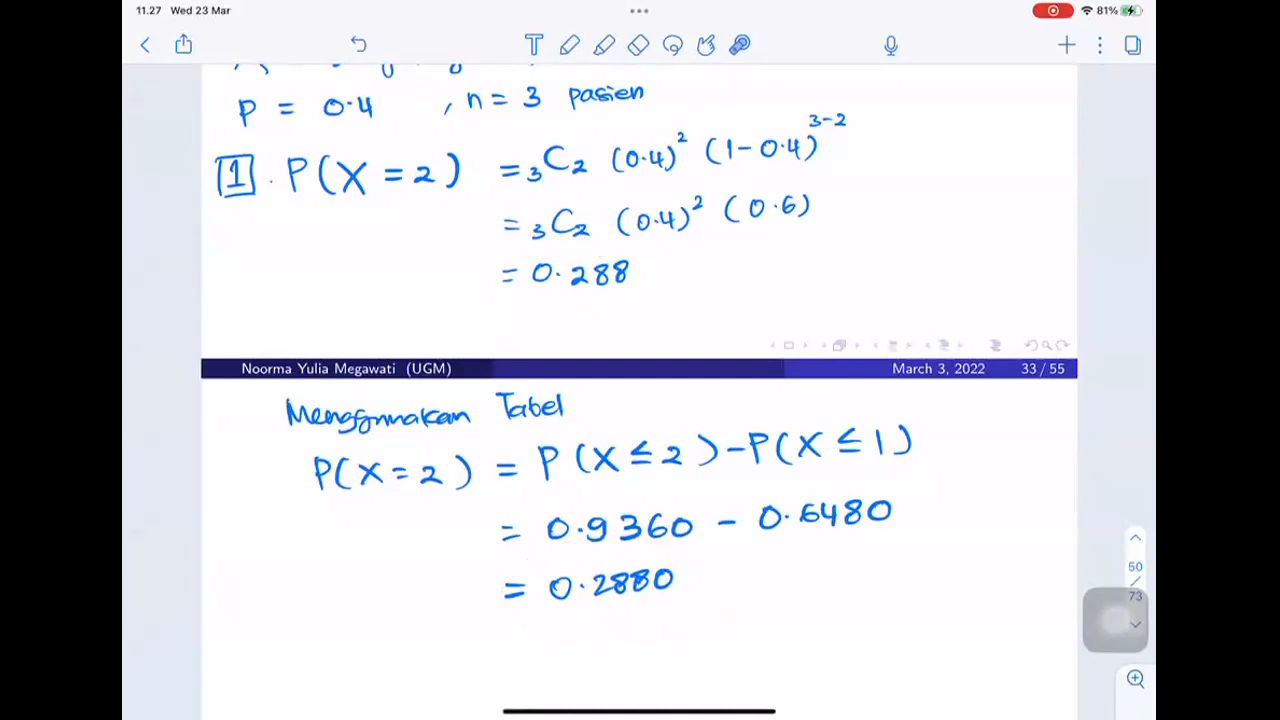 11.27 Wed 23 Mar
81%
P = 0.4 , n = 3 pasien
1. P(X = 2) = ₃C₂ (0.4)² (1 - 0.4)³⁻²
= ₃C₂ (0.4)² (0.6)
= 0.288
Noorma Yulia Megawati (UGM) March 3, 2022 33 / 55
Menggunakan Tabel
P(X = 2) = P(X ≤ 2) - P(X ≤ 1)
= 0.9360 - 0.6480
= 0.2880
50
/
73